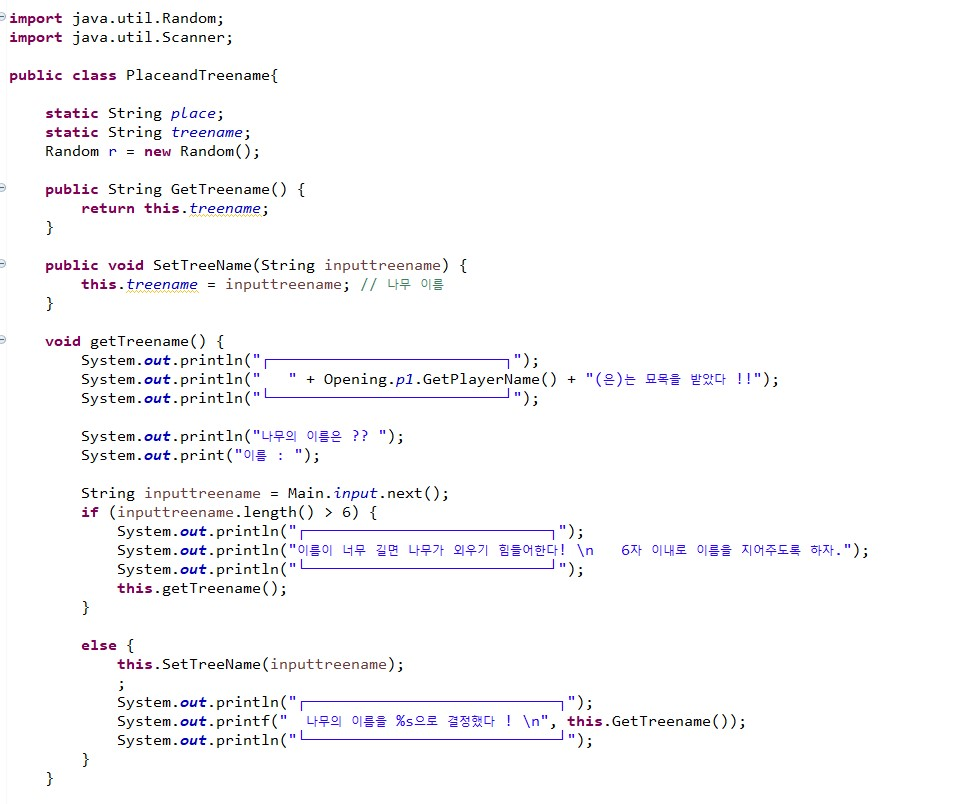 import java.util.Random;
import java.util.Scanner;
public class PlaceandTreename{
static String place;
static String treename;
Random r = new Random();
public String GetTreename() {
return this.treename;
}
public void SetTreeName(String inputtreename) {
this.treename = inputtreename; // 나무 이름
}
void getTreename() {
System.out.println("┌───────────────────────────┐");
System.out.println("   " + Opening.p1.GetPlayerName() + "(은)는 묘목을 받았다 !!");
System.out.println("└───────────────────────────┘");
System.out.println("나무의 이름은 ?? ");
System.out.print("이름 : ");
String inputtreename = Main.input.next();
if (inputtreename.length() > 6) {
System.out.println("┌────────────────────────────┐");
System.out.println("이름이 너무 길면 나무가 외우기 힘들어한다! \n   6자 이내로 이름을 지어주도록 하자.");
System.out.println("└────────────────────────────┘");
this.getTreename();
}
else {
this.SetTreeName(inputtreename);
;
System.out.println("┌─────────────────────────────┐");
System.out.printf("  나무의 이름을 %s으로 결정했다 ! \n", this.GetTreename());
System.out.println("└─────────────────────────────┘");
}
}